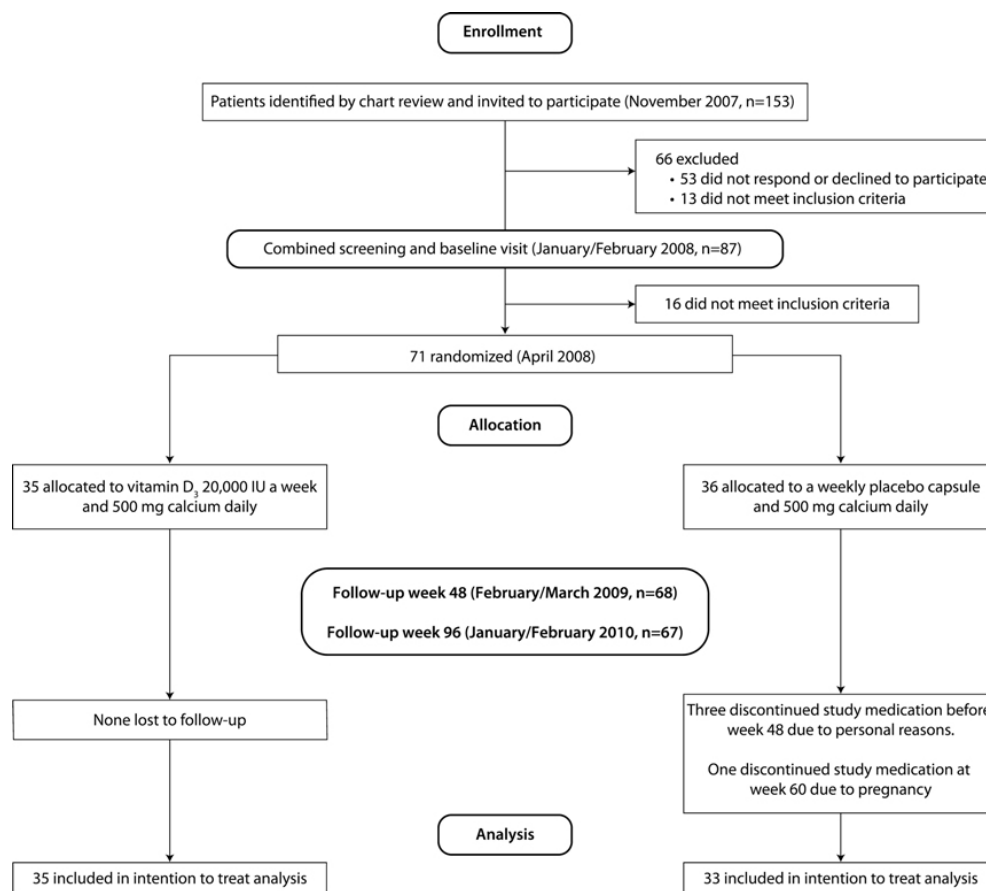 Enrollment
Patients identified by chart review and invited to participate (November 2007, n=153)
66 excluded
• 53 did not respond or declined to participate
• 13 did not meet inclusion criteria
Combined screening and baseline visit (January/February 2008, n=87)
16 did not meet inclusion criteria
71 randomized (April 2008)
Allocation
35 allocated to vitamin D₃ 20,000 IU a week
and 500 mg calcium daily
36 allocated to a weekly placebo capsule
and 500 mg calcium daily
Follow-up week 48 (February/March 2009, n=68)
Follow-up week 96 (January/February 2010, n=67)
None lost to follow-up
Three discontinued study medication before
week 48 due to personal reasons.
One discontinued study medication at
week 60 due to pregnancy
Analysis
35 included in intention to treat analysis
33 included in intention to treat analysis